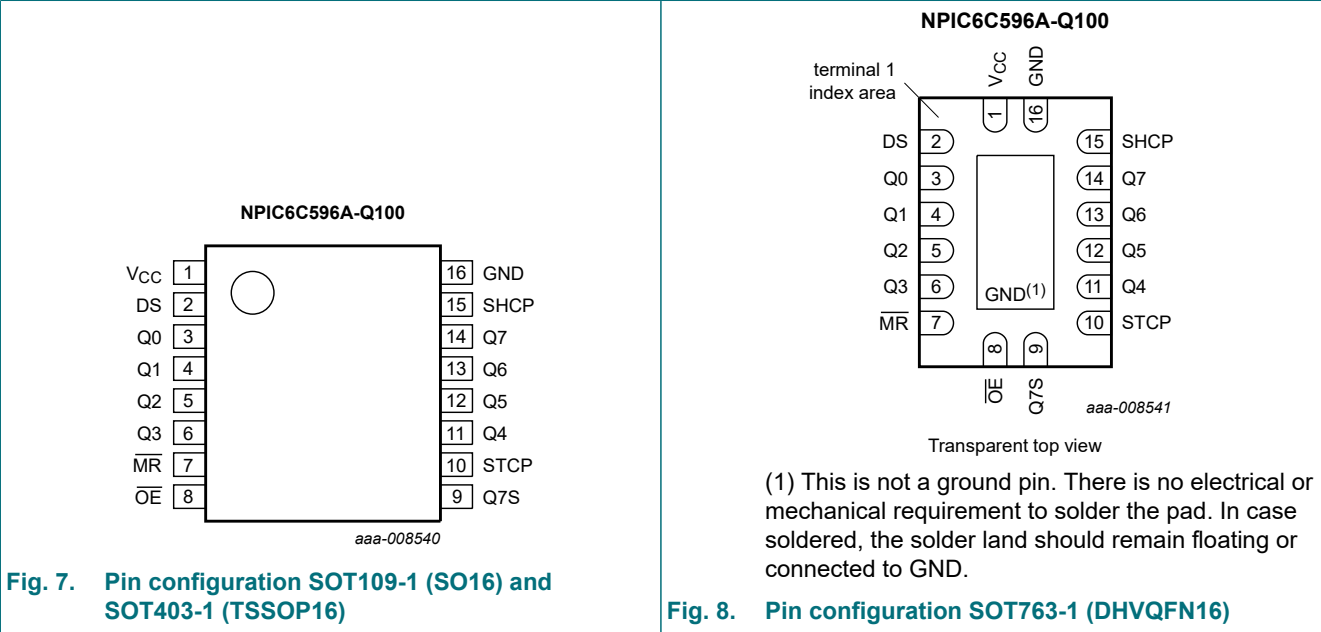 NPIC6C596A-Q100
VCC 1 16 GND
DS 2 15 SHCP
Q0 3 14 Q7
Q1 4 13 Q6
Q2 5 12 Q5
Q3 6 11 Q4
M̅R̅ 7 10 STCP
O̅E̅ 8 9 Q7S
aaa-008540
Fig. 7. Pin configuration SOT109-1 (SO16) and
SOT403-1 (TSSOP16)
NPIC6C596A-Q100
terminal 1
index area
VCC GND
1 16
DS 2 15 SHCP
Q0 3 14 Q7
Q1 4 13 Q6
Q2 5 12 Q5
Q3 6 11 Q4
GND(1)
M̅R̅ 7 10 STCP
8 9
O̅E̅ Q7S
aaa-008541
Transparent top view
(1) This is not a ground pin. There is no electrical or
mechanical requirement to solder the pad. In case
soldered, the solder land should remain floating or
connected to GND.
Fig. 8. Pin configuration SOT763-1 (DHVQFN16)